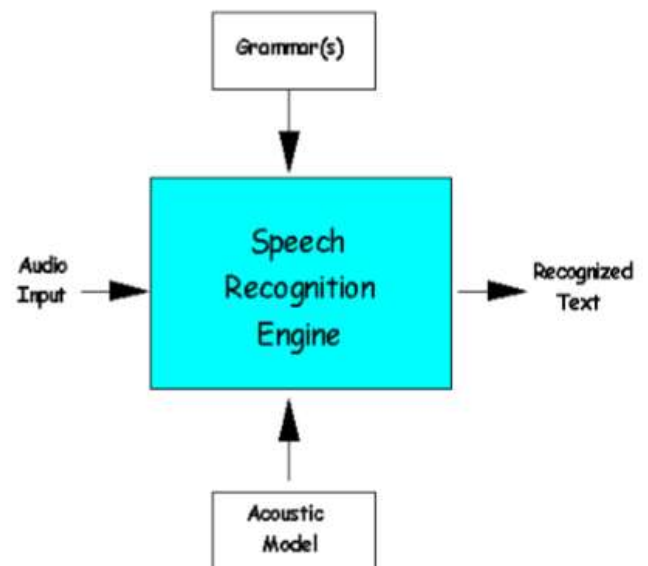 Grammar(s)
Speech
Recognition
Engine
Audio
Input
Recognized
Text
Acoustic
Model